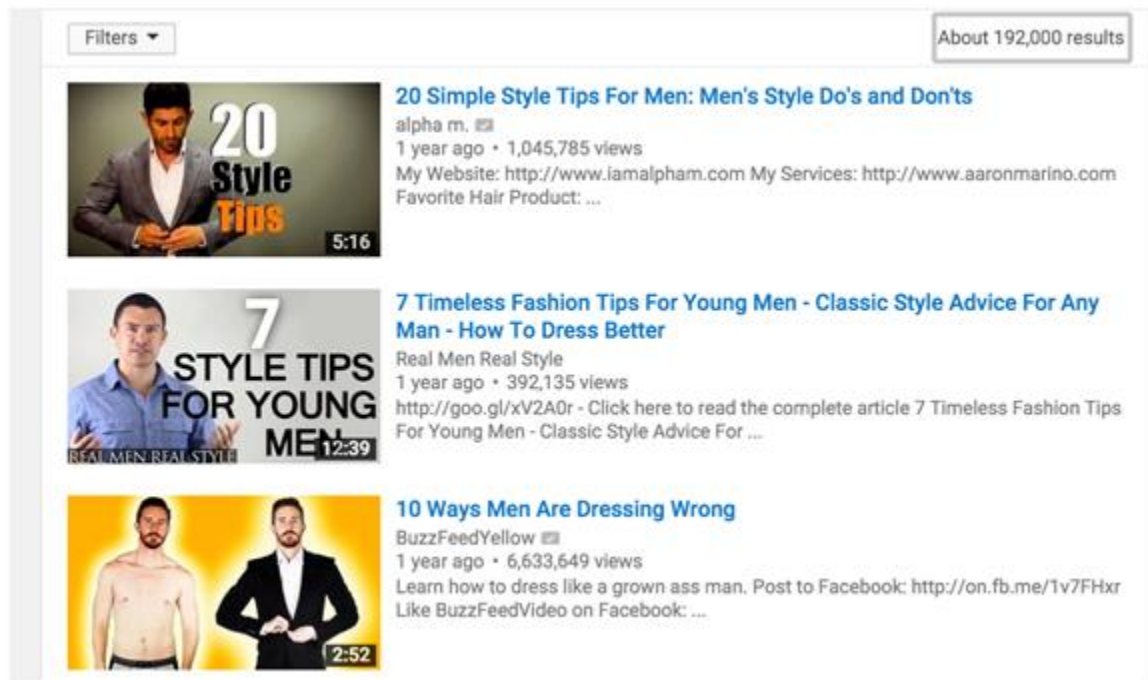 Filters
About 192,000 results
20
Style
Tips
5:16
20 Simple Style Tips For Men: Men's Style Do's and Don'ts
alpha m.
1 year ago • 1,045,785 views
My Website: http://www.iamalpham.com My Services: http://www.aaronmarino.com
Favorite Hair Product: ...
7
STYLE TIPS
FOR YOUNG
MEN
12:39
REAL MEN REAL STYLE
7 Timeless Fashion Tips For Young Men - Classic Style Advice For Any
Man - How To Dress Better
Real Men Real Style
1 year ago • 392,135 views
http://goo.gl/xV2A0r - Click here to read the complete article 7 Timeless Fashion Tips
For Young Men - Classic Style Advice For ...
2:52
10 Ways Men Are Dressing Wrong
BuzzFeedYellow
1 year ago • 6,633,649 views
Learn how to dress like a grown ass man. Post to Facebook: http://on.fb.me/1v7FHxr
Like BuzzFeedVideo on Facebook: ...